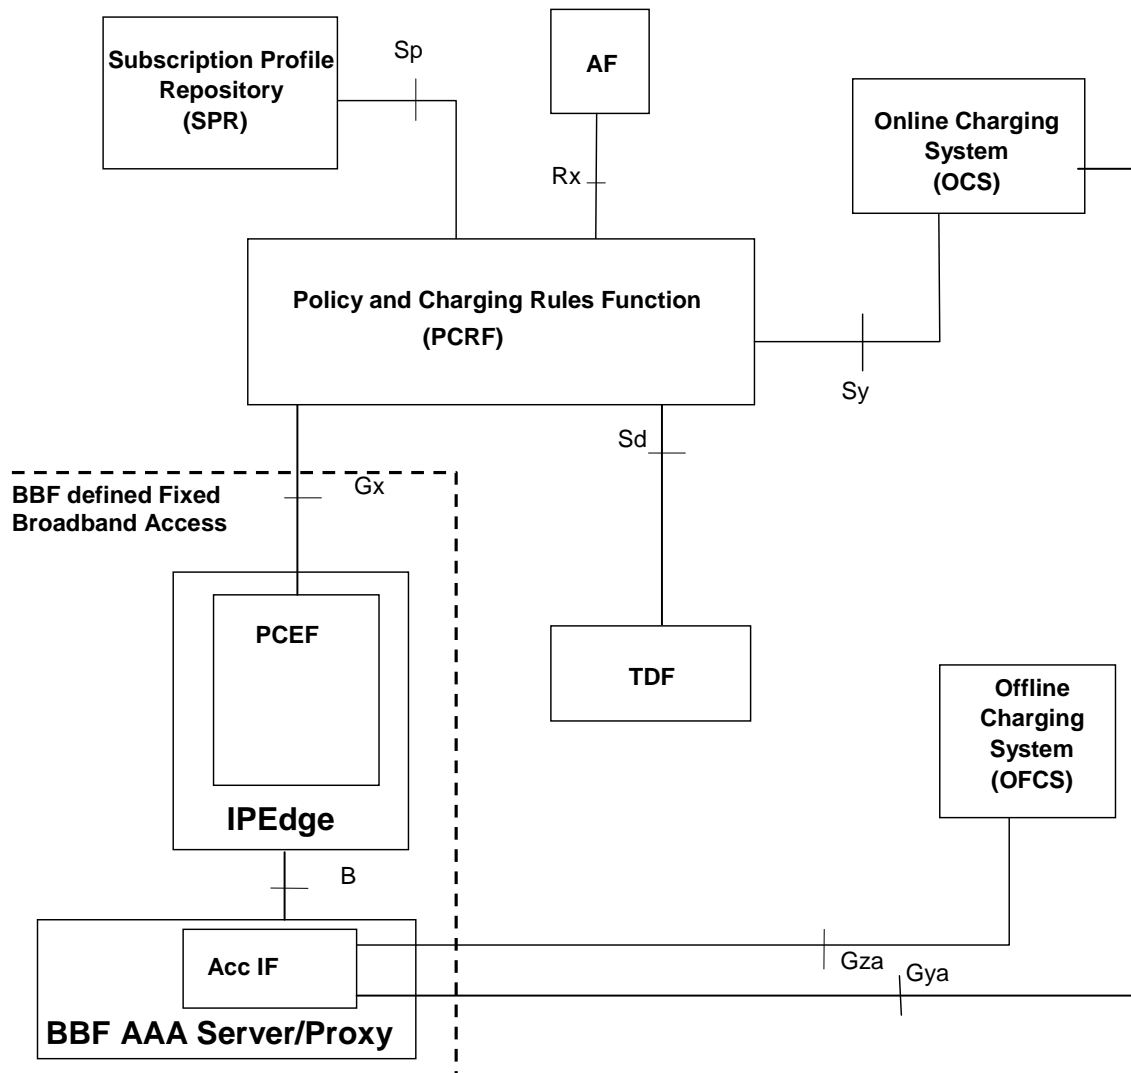 Subscription Profile
Repository
(SPR)
Sp
AF
Online Charging
System
(OCS)
Rx
Policy and Charging Rules Function
(PCRF)
Sy
Sd
Gx
BBF defined Fixed
Broadband Access
PCEF
TDF
Offline
Charging
System
(OFCS)
IPEdge
B
Acc IF
Gza
Gya
BBF AAA Server/Proxy